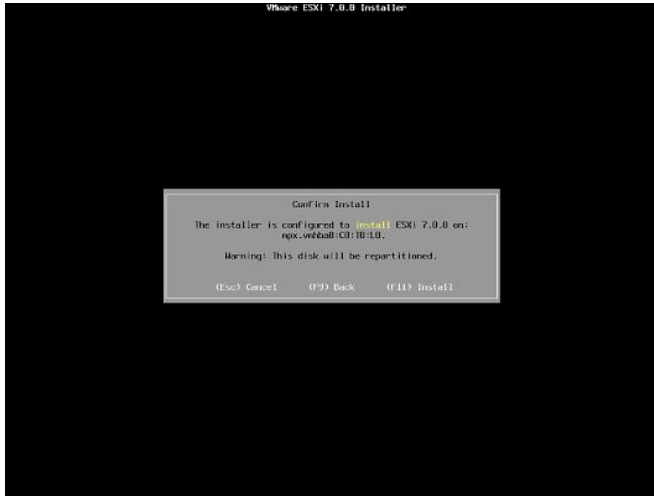 VMware ESXi 7.0.0 Installer
Confirm Install
The installer is configured to install ESXi 7.0.0 on:
mpx.vmhba0:C0:T0:L0.
Warning: This disk will be repartitioned.
(Esc) Cancel (F9) Back (F11) Install